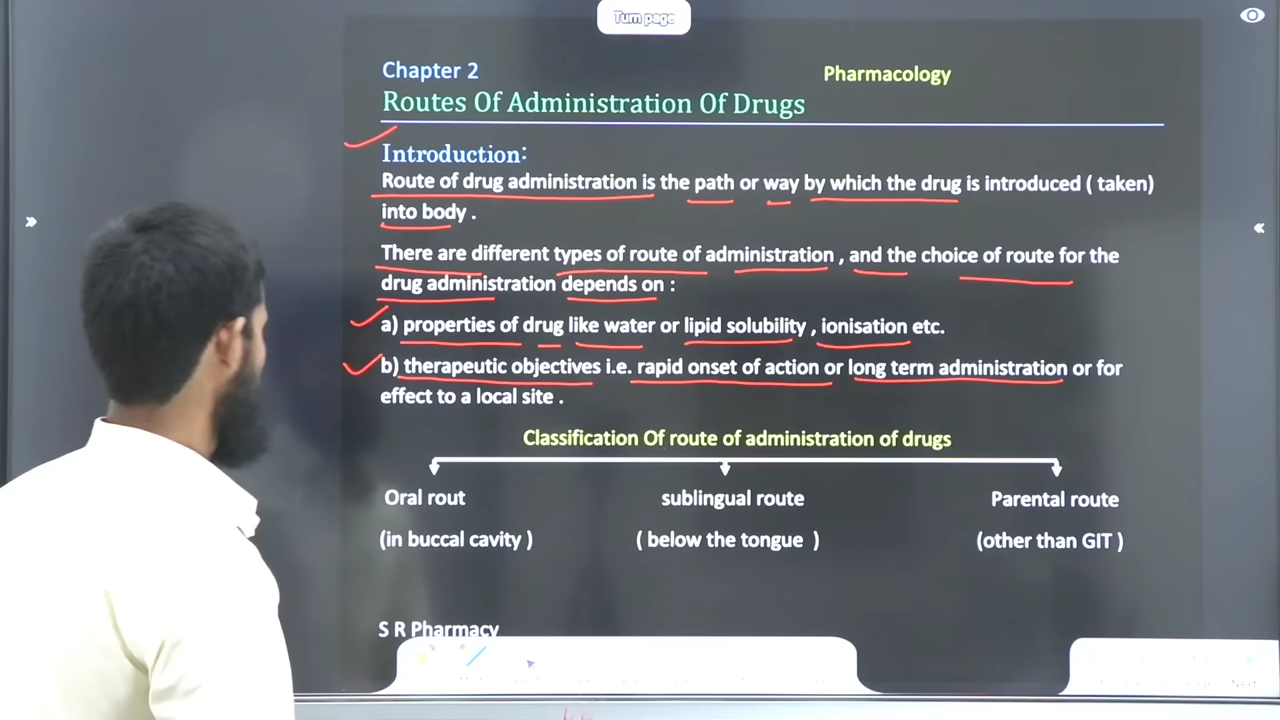 Turn page
Chapter 2
Pharmacology
Routes Of Administration Of Drugs
Introduction:
Route of drug administration is the path or way by which the drug is introduced ( taken)
into body .
There are different types of route of administration , and the choice of route for the
drug administration depends on :
a) properties of drug like water or lipid solubility , ionisation etc.
b) therapeutic objectives i.e. rapid onset of action or long term administration or for
effect to a local site .
Classification Of route of administration of drugs
Oral rout
sublingual route
Parental route
(in buccal cavity )
( below the tongue )
(other than GIT )
S R Pharmacy